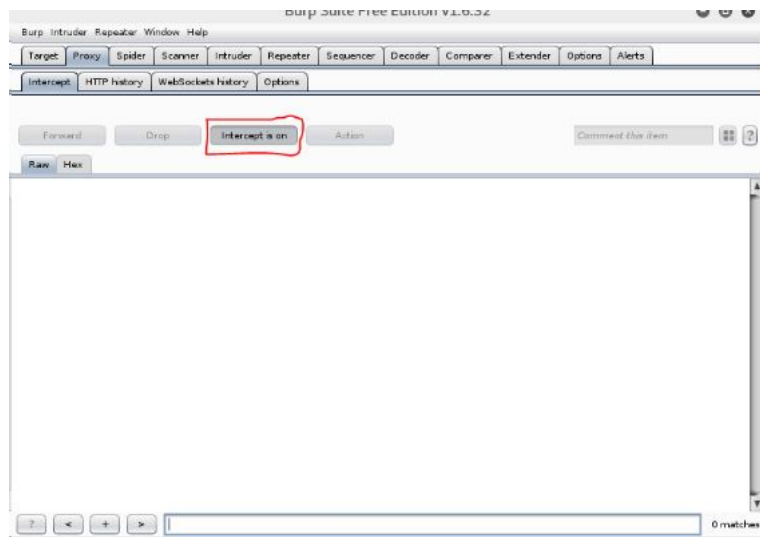 Burp Suite Free Edition v1.6.32
Burp Intruder Repeater Window Help
Target Proxy Spider Scanner Intruder Repeater Sequencer Decoder Comparer Extender Options Alerts
Intercept HTTP history WebSockets history Options
Forward Drop Intercept is on Action Comment this item ?
Raw Hex
? < + > 0 matches